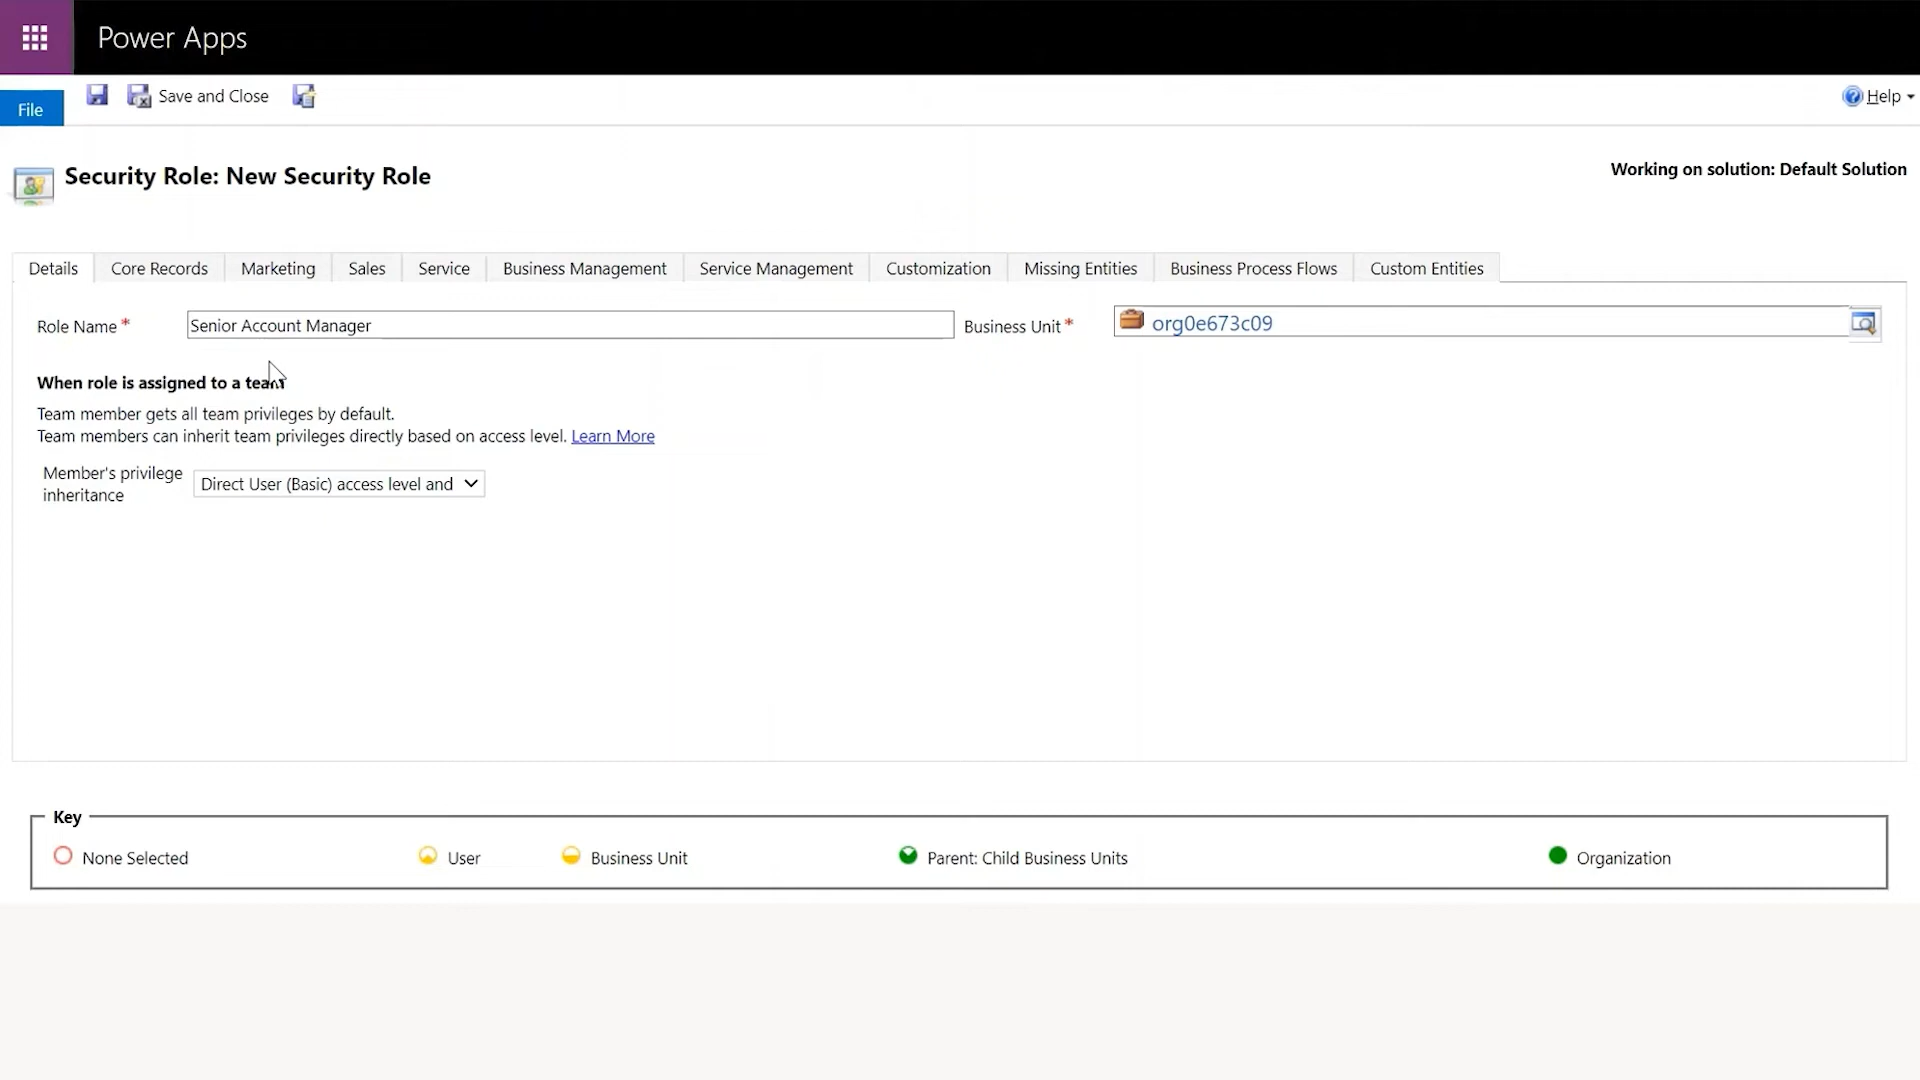 Power Apps
File
Save and Close
Help
Security Role: New Security Role
Working on solution: Default Solution
Details Core Records Marketing Sales Service Business Management Service Management Customization Missing Entities Business Process Flows Custom Entities
Role Name * Senior Account Manager Business Unit * org0e673c09
When role is assigned to a team
Team member gets all team privileges by default.
Team members can inherit team privileges directly based on access level. Learn More
Member's privilege
inheritance
Direct User (Basic) access level and
Key
None Selected User Business Unit Parent: Child Business Units Organization